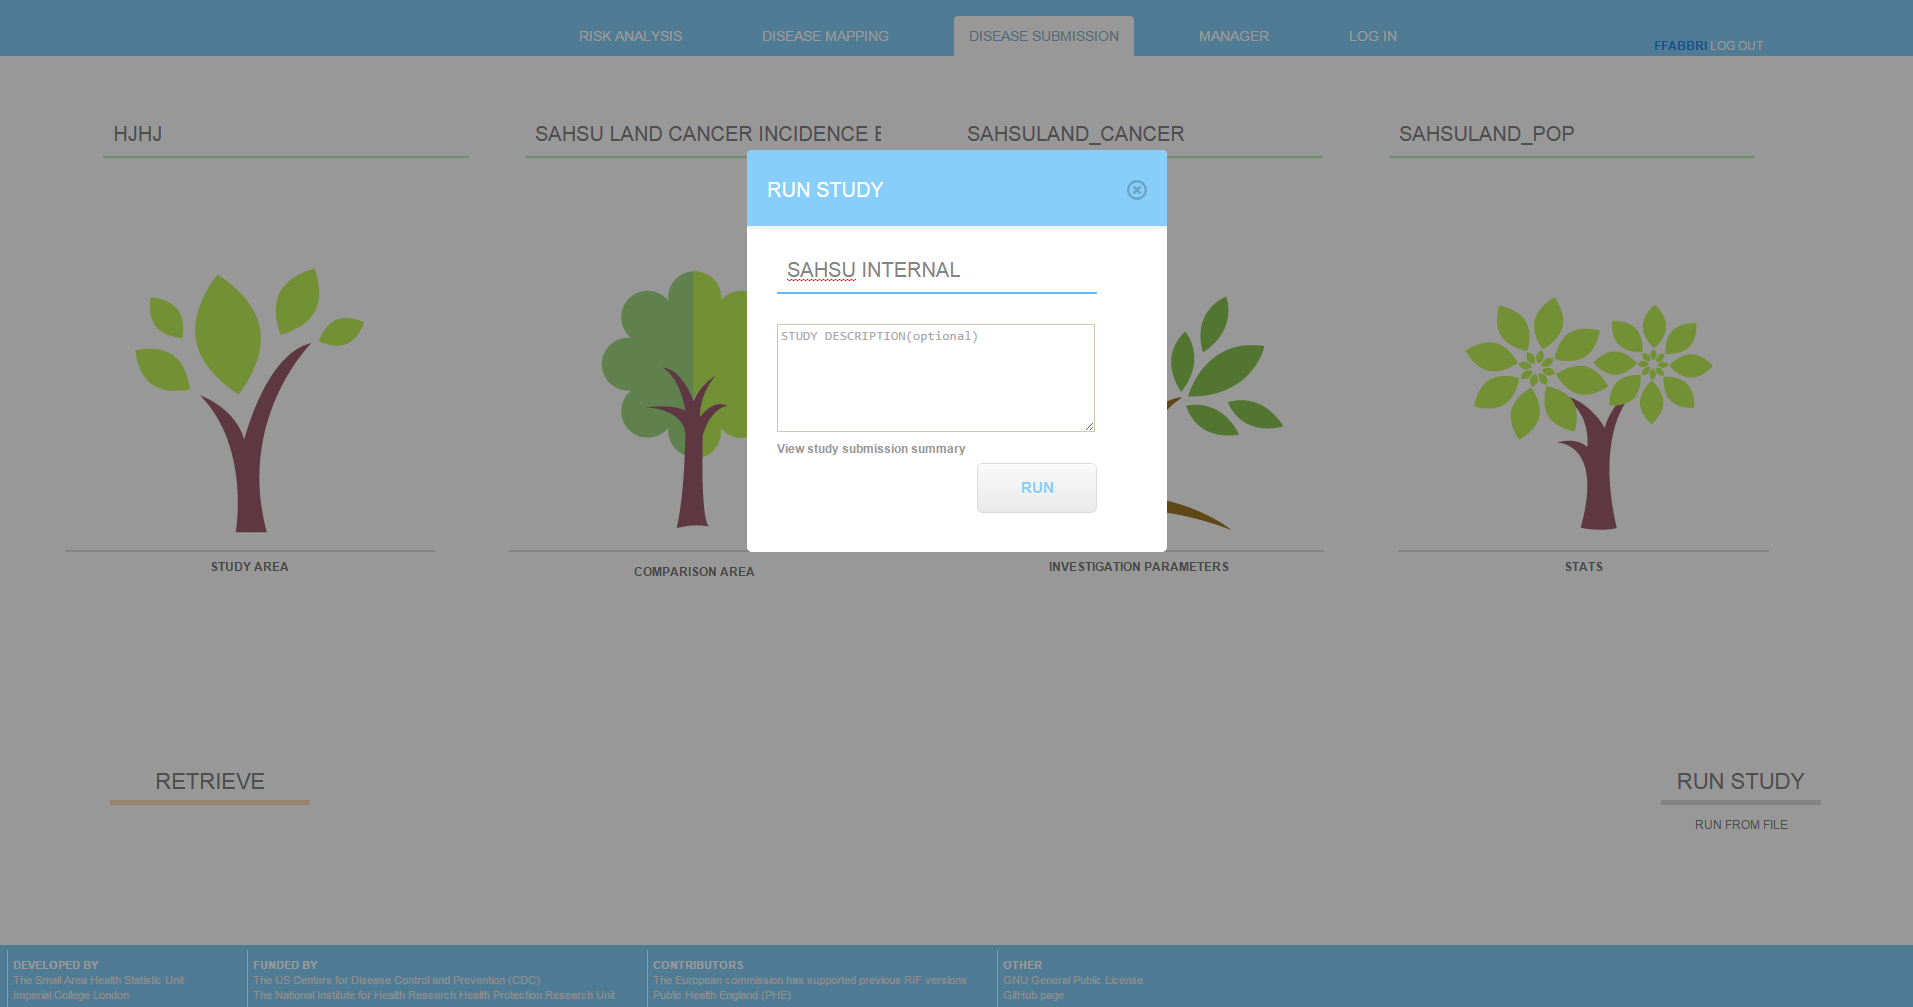 RISK ANALYSIS
DISEASE MAPPING
DISEASE SUBMISSION
MANAGER
LOG IN
FFABBRI LOG OUT
HJHJ
SAHSU LAND CANCER INCIDENCE
SAHSULAND_CANCER
SAHSULAND_POP
RUN STUDY
SAHSU INTERNAL
STUDY DESCRIPTION(optional)
View study submission summary
RUN
STUDY AREA
COMPARISON AREA
INVESTIGATION PARAMETERS
STATS
RETRIEVE
RUN STUDY
RUN FROM FILE
DEVELOPED BY
The Small Area Health Statistic Unit
Imperial College London
FUNDED BY
The US Centers for Disease Control and Prevention (CDC)
The National Institute for Health Research Health Protection Research Unit
CONTRIBUTORS
The European commission has supported previous RIF versions
Public Health England (PHE)
OTHER
GNU General Public License
GitHub page